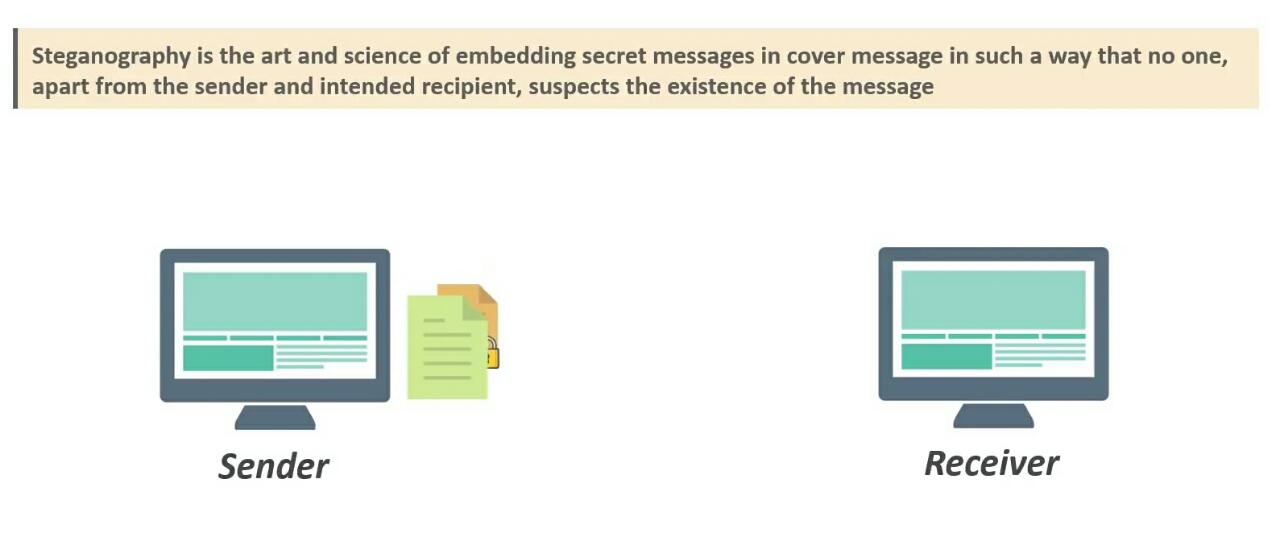 Steganography is the art and science of embedding secret messages in cover message in such a way that no one,
apart from the sender and intended recipient, suspects the existence of the message
Sender
Receiver